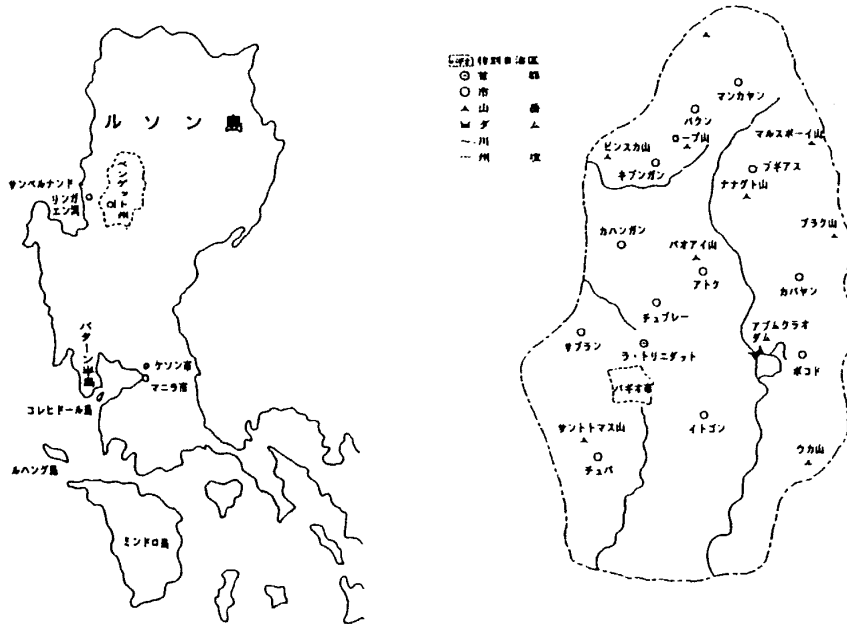 ルソン島
ベンゲット州
サンベルナンド
リンガ
エン湾
バターン半島
ケソン市
マニラ市
コレヒドール島
ルバング島
ミンドロ島
特別自治区
首都
市
山岳
ダム
川
州境
マンカヤン
バクン
ロープ山
ピンスカ山
ネブンガン
マルスボーイ山
ブギアス
ナナグト山
ブラク山
カハンガン
パオアイ山
アトク
カバヤン
チュブレー
アブムクラオ
ダム
サブラン
ラ・トリニダット
ボコド
バギオ市
サントトマス山
イトゴン
チュバ
ウカ山